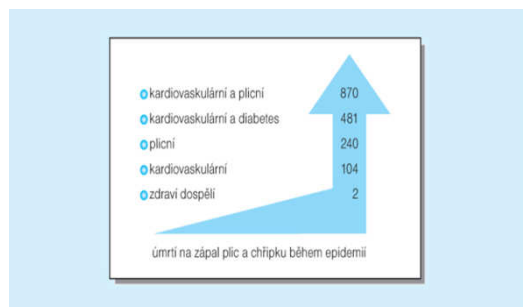 kardiovaskulární a plicní 870
kardiovaskulární a diabetes 481
plicní 240
kardiovaskulární 104
zdraví dospělí 2
úmrtí na zápal plic a chřipku během epidemií